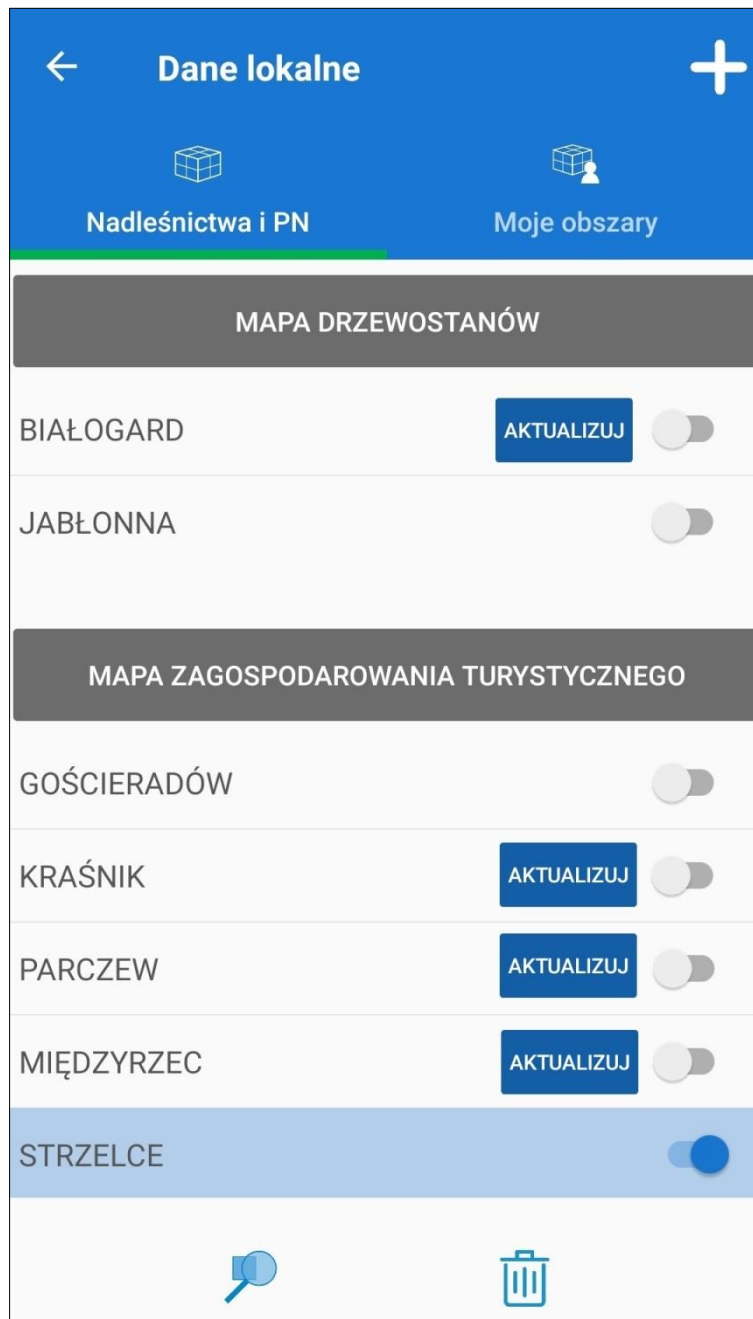 Dane lokalne
Nadleśnictwa i PN
Moje obszary
MAPA DRZEWOSTANÓW
BIAŁOGARD AKTUALIZUJ
JABŁONNA
MAPA ZAGOSPODAROWANIA TURYSTYCZNEGO
GOŚCIERADÓW
KRAŚNIK AKTUALIZUJ
PARCZEW AKTUALIZUJ
MIĘDZYRZEC AKTUALIZUJ
STRZELCE